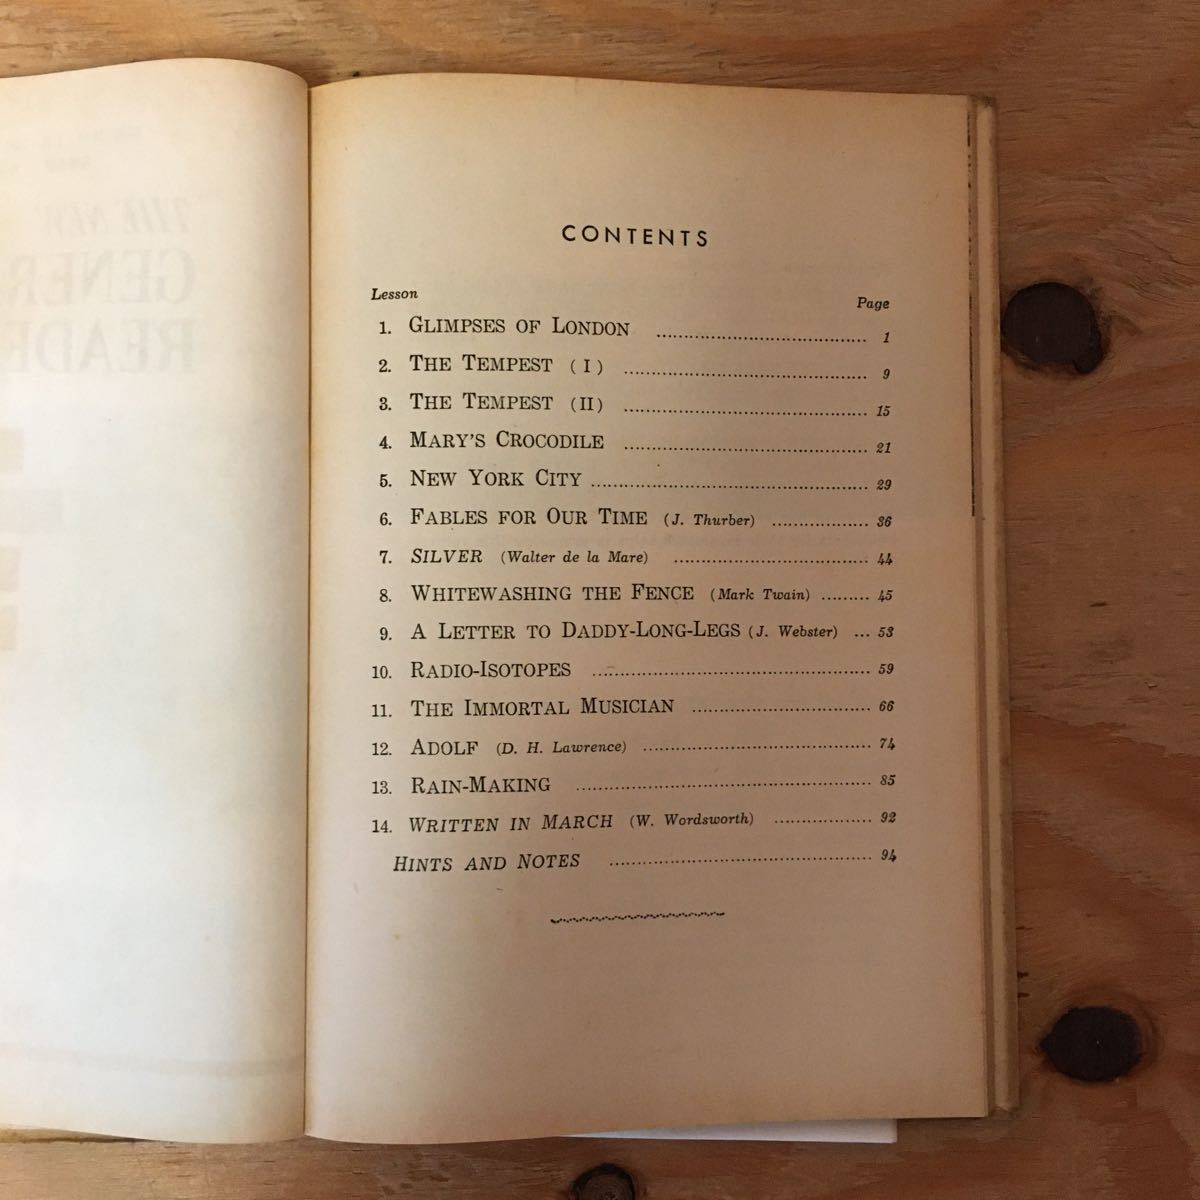 THE NEW
GENER
READE
CONTENTS
Lesson
Page
1. GLIMPSES OF LONDON ........................................ 1
2. THE TEMPEST (I) ........................................ 9
3. THE TEMPEST (II) ........................................ 15
4. MARY'S CROCODILE ........................................ 21
5. NEW YORK CITY ........................................ 29
6. FABLES FOR OUR TIME (J. Thurber) .................. 36
7. SILVER (Walter de la Mare) .................................... 44
8. WHITEWASHING THE FENCE (Mark Twain) ......... 45
9. A LETTER TO DADDY-LONG-LEGS (J. Webster) ... 53
10. RADIO-ISOTOPES ........................................ 59
11. THE IMMORTAL MUSICIAN .................................. 66
12. ADOLF (D. H. Lawrence) ........................................ 74
13. RAIN-MAKING ........................................ 85
14. WRITTEN IN MARCH (W. Wordsworth) .................. 92
HINTS AND NOTES ........................................ 94